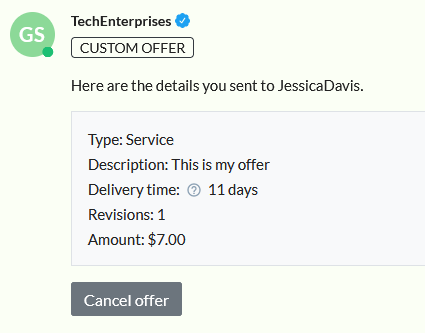 GS
TechEnterprises
CUSTOM OFFER
Here are the details you sent to JessicaDavis.
Type: Service
Description: This is my offer
Delivery time: ? 11 days
Revisions: 1
Amount: $7.00
Cancel offer